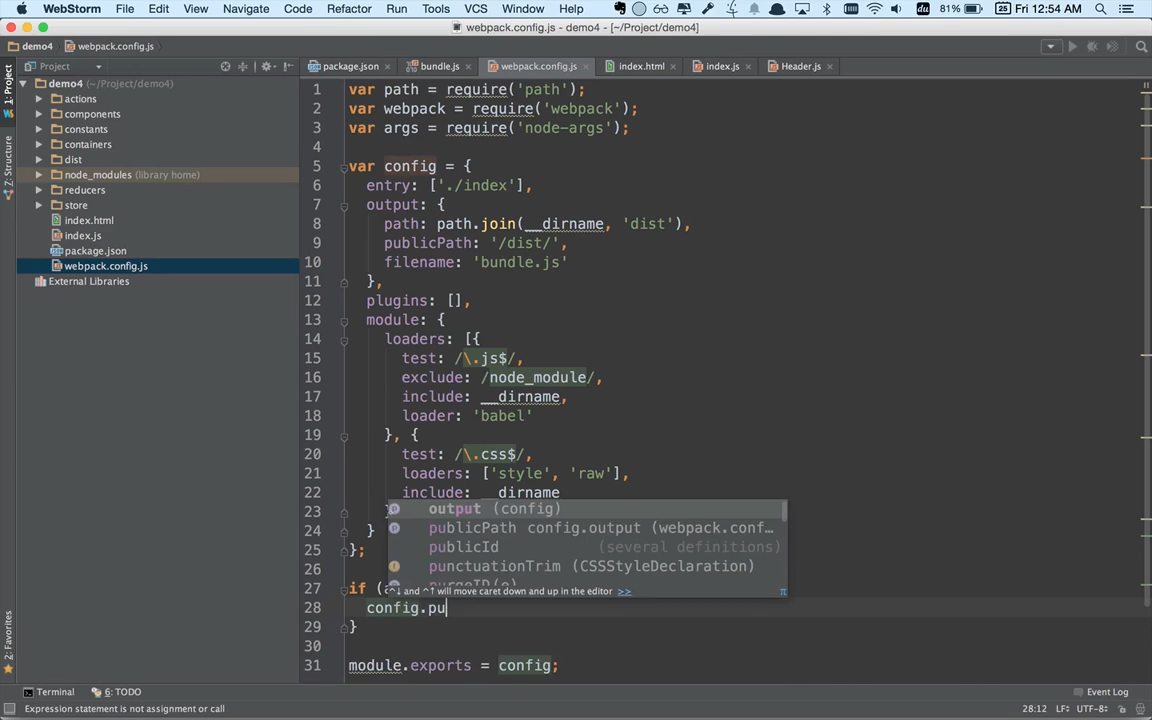 WebStorm File Edit View Navigate Code Refactor Run Tools VCS Window Help 81% Fri 12:54 AM
webpack.config.js - demo4 - [~/Project/demo4]
demo4 webpack.config.js
Project
package.json bundle.js webpack.config.js index.html index.js Header.js
1: Project
7: Structure
2: Favorites
demo4 (~/Project/demo4)
actions
components
constants
containers
dist
node_modules (library home)
reducers
store
index.html
index.js
package.json
webpack.config.js
External Libraries
1 var path = require('path');
2 var webpack = require('webpack');
3 var args = require('node-args');
4
5 var config = {
6 entry: ['./index'],
7 output: {
8 path: path.join(__dirname, 'dist'),
9 publicPath: '/dist/',
10 filename: 'bundle.js'
11 },
12 plugins: [],
13 module: {
14 loaders: [{
15 test: /\.js$/,
16 exclude: /node_module/,
17 include: __dirname,
18 loader: 'babel'
19 }, {
20 test: /\.css$/,
21 loaders: ['style', 'raw'],
22 include: __dirname
23
24 }
25 };
26
27 if (
28 config.pu
29 }
30
31 module.exports = config;
output (config)
publicPath config.output (webpack.conf…
publicId (several definitions)
punctuationTrim (CSSStyleDeclaration)
purgeID(e)
^↓ and ^↑ will move caret down and up in the editor >> π
Terminal 6: TODO Event Log
Expression statement is not assignment or call 28:12 LF÷ UTF-8÷